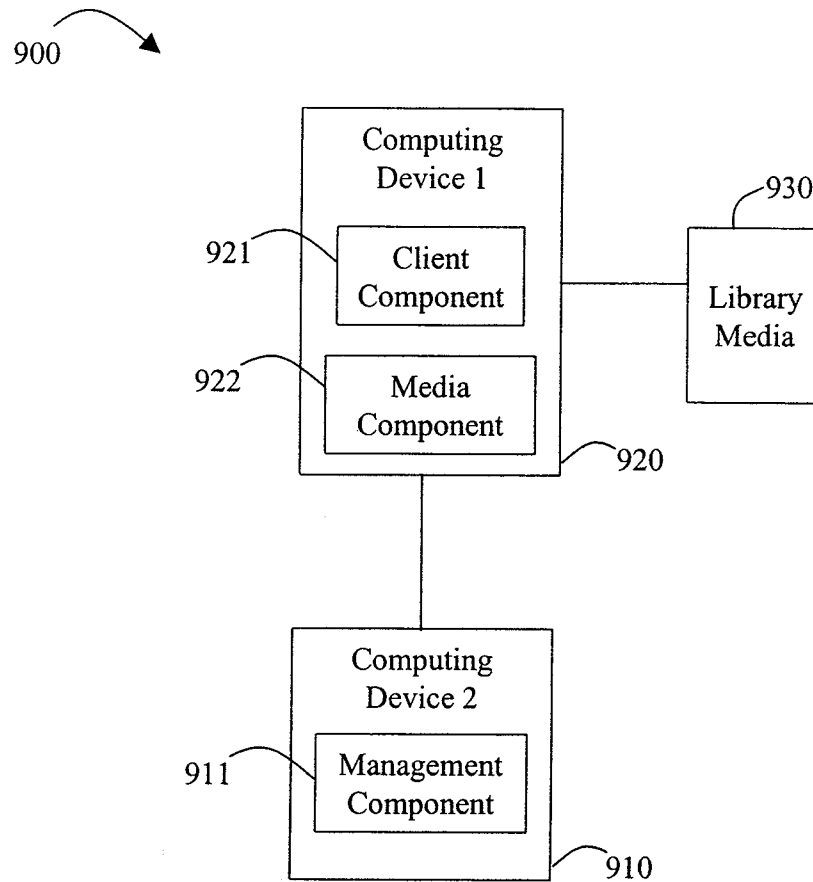 900
Computing
Device 1
930
921
Client
Component
Library
Media
922
Media
Component
920
Computing
Device 2
911
Management
Component
910